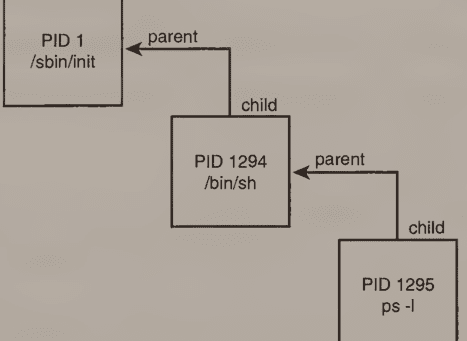 PID 1
/sbin/init
parent
child
PID 1294
/bin/sh
parent
child
PID 1295
ps -l